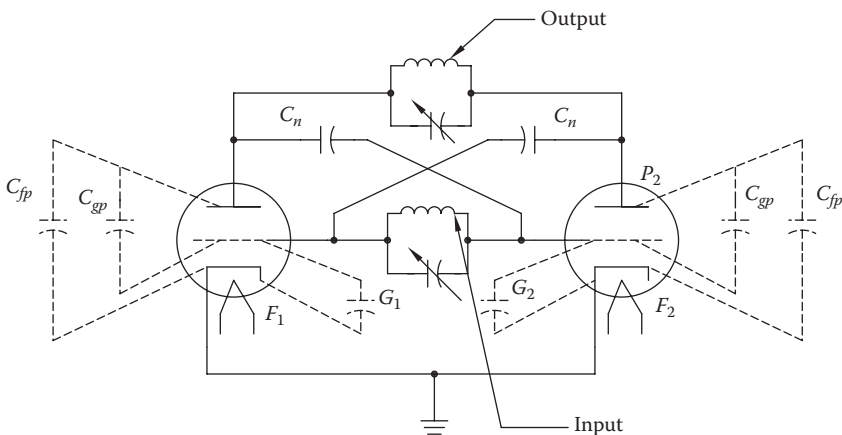 Output
C_n
C_n
P_2
C_fp
C_gp
C_gp
C_fp
G_1
G_2
F_1
F_2
Input